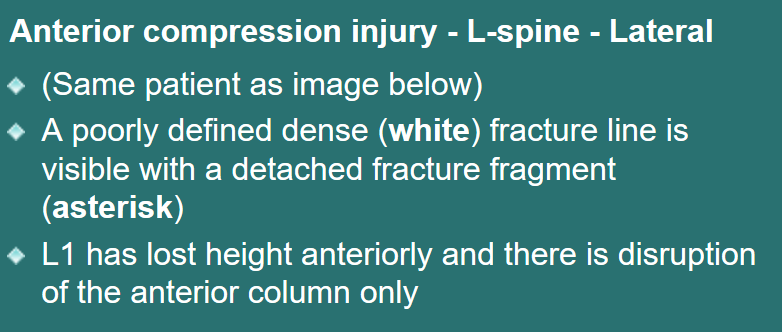 Anterior compression injury - L-spine - Lateral
(Same patient as image below)
A poorly defined dense (white) fracture line is
visible with a detached fracture fragment
(asterisk)
L1 has lost height anteriorly and there is disruption
of the anterior column only